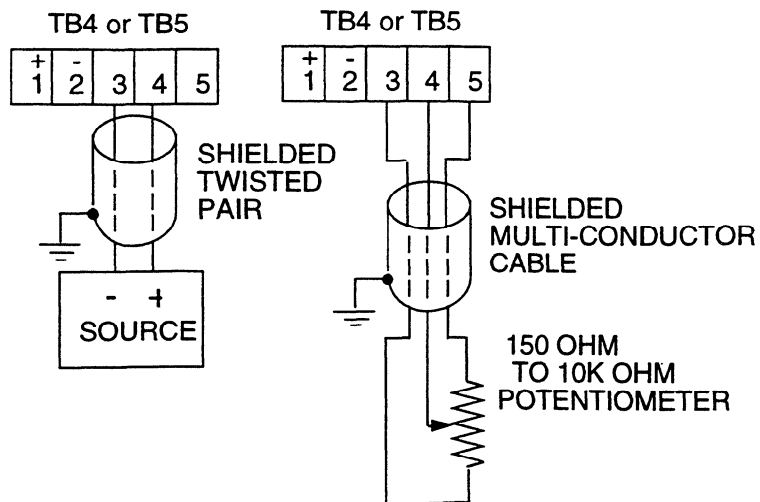 TB4 or TB5
+ -
1 2 3 4 5
SHIELDED
TWISTED
PAIR
- +
SOURCE
TB4 or TB5
+ -
1 2 3 4 5
SHIELDED
MULTI-CONDUCTOR
CABLE
150 OHM
TO 10K OHM
POTENTIOMETER